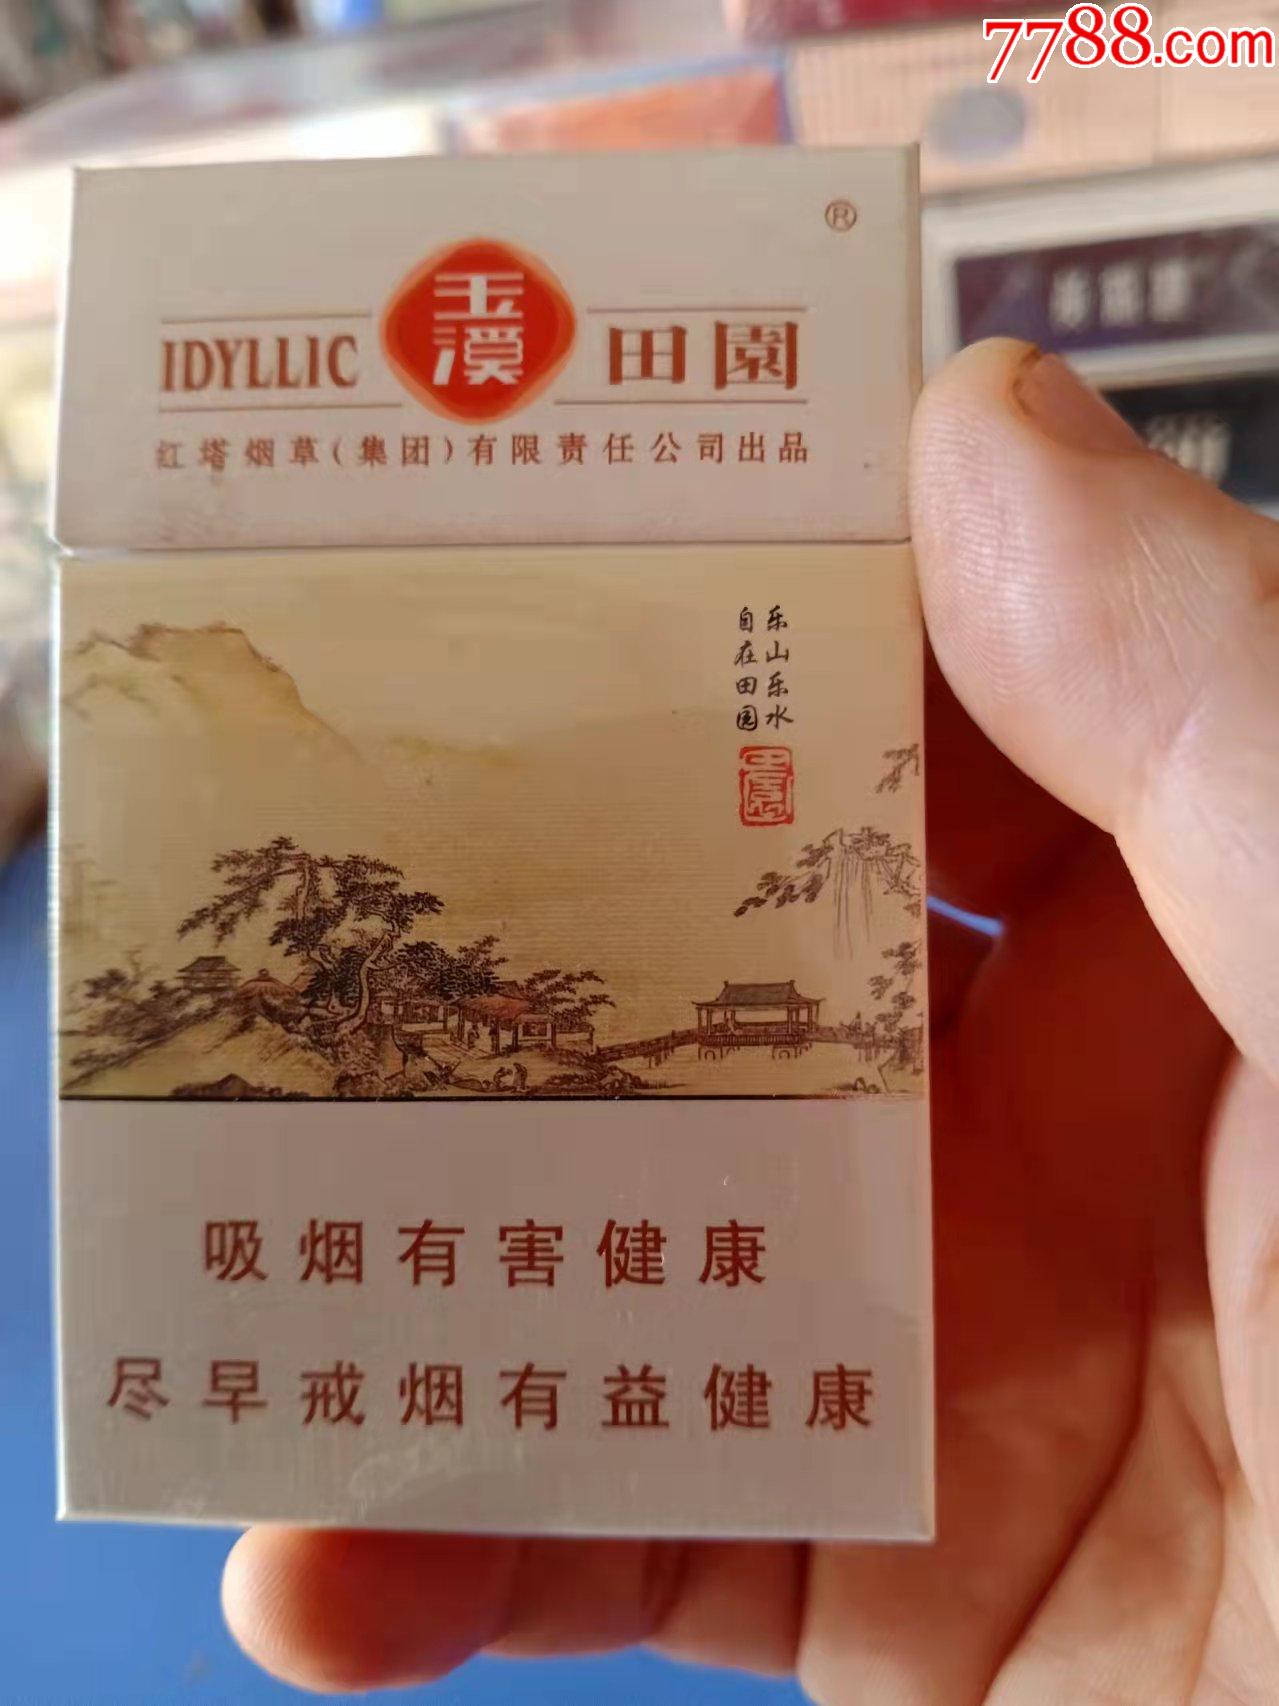 7788.com
®
IDYLLIC 玉溪 田園
红塔烟草(集团)有限责任公司出品
乐山乐水
自在田园
吸烟有害健康
尽早戒烟有益健康